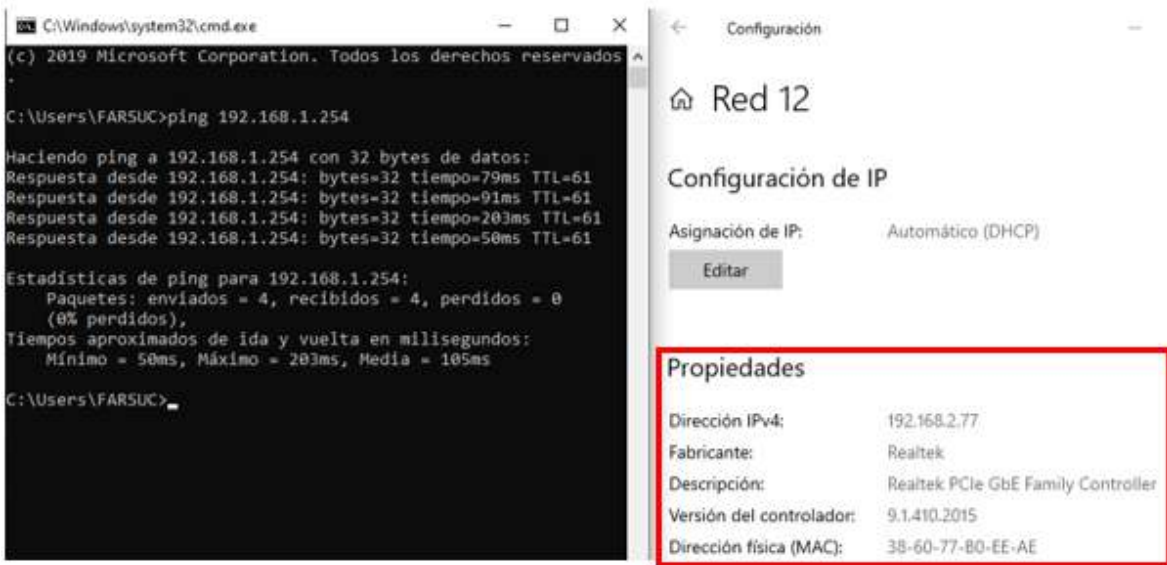 C:\Windows\system32\cmd.exe
(c) 2019 Microsoft Corporation. Todos los derechos reservados
.
C:\Users\FARSUC>ping 192.168.1.254
Haciendo ping a 192.168.1.254 con 32 bytes de datos:
Respuesta desde 192.168.1.254: bytes=32 tiempo=79ms TTL=61
Respuesta desde 192.168.1.254: bytes=32 tiempo=91ms TTL=61
Respuesta desde 192.168.1.254: bytes=32 tiempo=203ms TTL=61
Respuesta desde 192.168.1.254: bytes=32 tiempo=50ms TTL=61
Estadísticas de ping para 192.168.1.254:
Paquetes: enviados = 4, recibidos = 4, perdidos = 0
(0% perdidos),
Tiempos aproximados de ida y vuelta en milisegundos:
Mínimo = 50ms, Máximo = 203ms, Media = 105ms
C:\Users\FARSUC>
Configuración
Red 12
Configuración de IP
Asignación de IP: Automático (DHCP)
Editar
Propiedades
Dirección IPv4: 192.168.2.77
Fabricante: Realtek
Descripción: Realtek PCIe GbE Family Controller
Versión del controlador: 9.1.410.2015
Dirección física (MAC): 38-60-77-B0-EE-AE